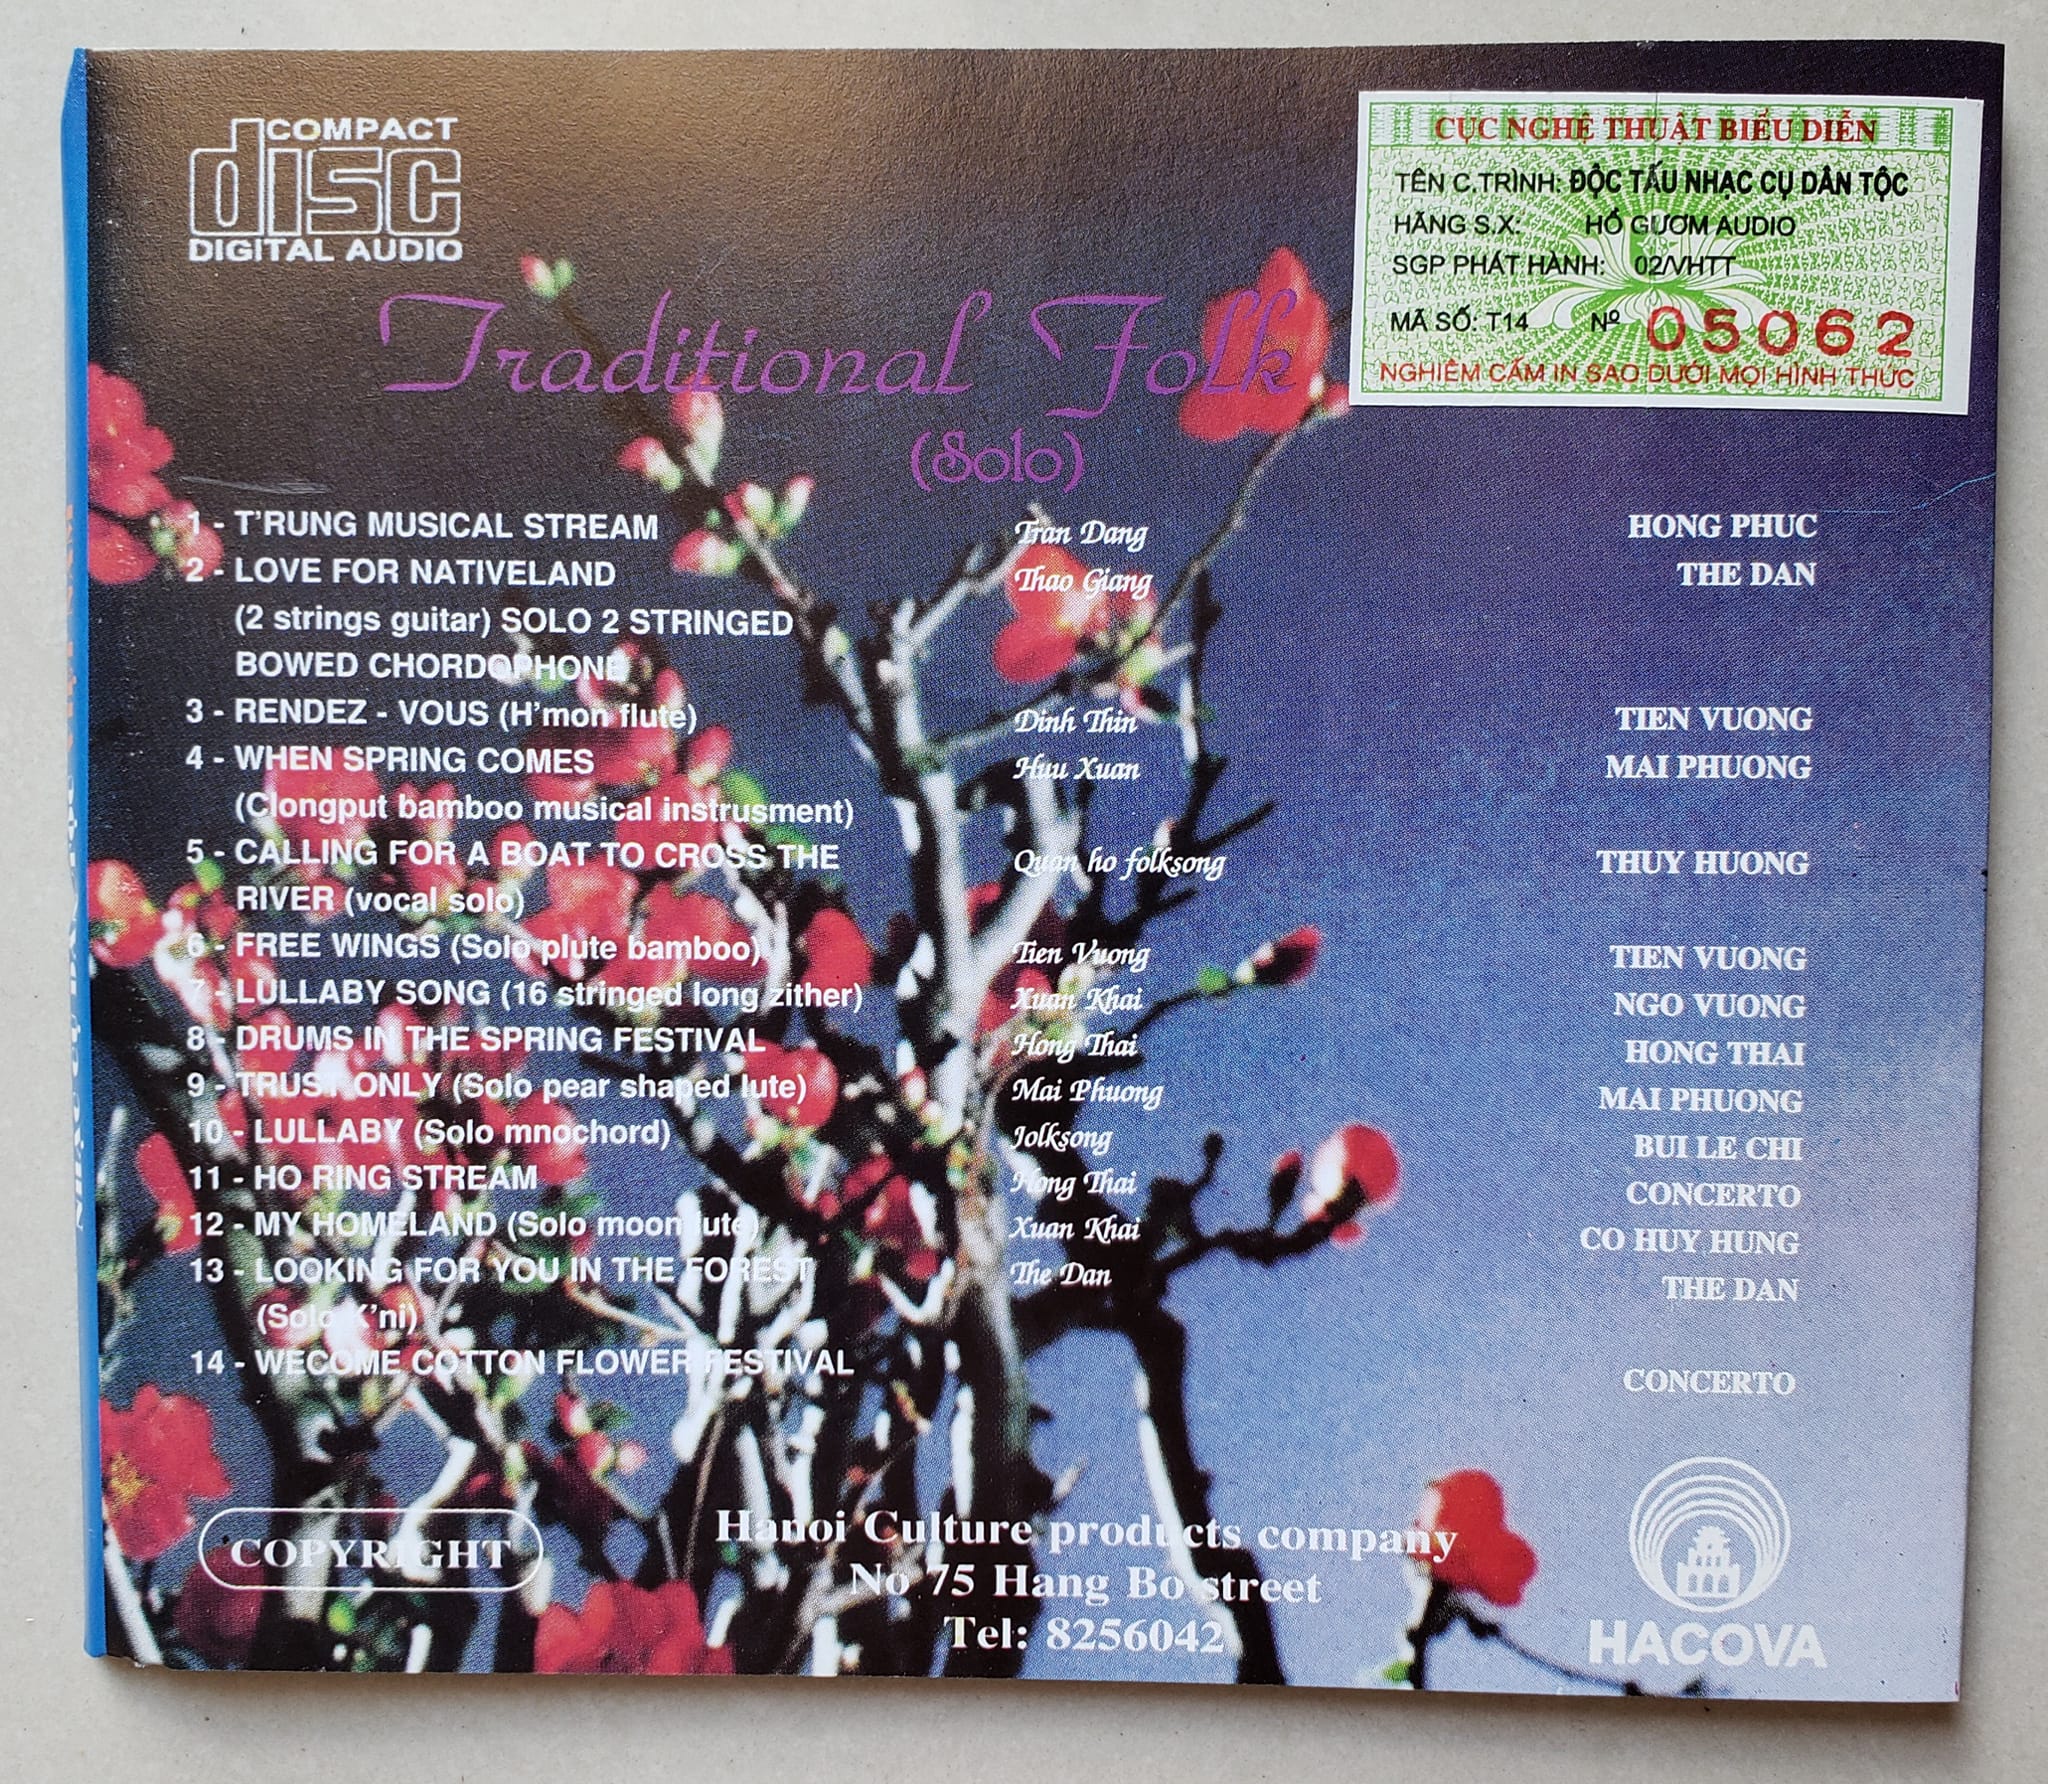 COMPACT
disc
DIGITAL AUDIO
CỤC NGHỆ THUẬT BIỂU DIỄN
TÊN C.TRÌNH: ĐỘC TẤU NHẠC CỤ DÂN TỘC
HÃNG S.X: HỒ GƯƠM AUDIO
SGP PHÁT HÀNH: 02/VHTT
MÃ SỐ: T14 Nº 05062
NGHIÊM CẤM IN SAO DƯỚI MỌI HÌNH THỨC
Traditional Folk
(Solo)
1 - T'RUNG MUSICAL STREAM Tran Dang HONG PHUC
2 - LOVE FOR NATIVELAND Thao Giang THE DAN
(2 strings guitar) SOLO 2 STRINGED
BOWED CHORDOPHONE
3 - RENDEZ - VOUS (H'mon flute) Dinh Thin TIEN VUONG
4 - WHEN SPRING COMES Huu Xuan MAI PHUONG
(Clongput bamboo musical instrusment)
5 - CALLING FOR A BOAT TO CROSS THE Quan ho folksong THUY HUONG
RIVER (vocal solo)
6 - FREE WINGS (Solo plute bamboo) Tien Vuong TIEN VUONG
7 - LULLABY SONG (16 stringed long zither) Xuan Khai NGO VUONG
8 - DRUMS IN THE SPRING FESTIVAL Hong Thai HONG THAI
9 - TRUST ONLY (Solo pear shaped lute) Mai Phuong MAI PHUONG
10 - LULLABY (Solo mnochord) Jolksong BUI LE CHI
11 - HO RING STREAM Hong Thai CONCERTO
12 - MY HOMELAND (Solo moon lute) Xuan Khai CO HUY HUNG
13 - LOOKING FOR YOU IN THE FOREST The Dan THE DAN
(Solo K'ni)
14 - WECOME COTTON FLOWER FESTIVAL CONCERTO
COPYRIGHT
Hanoi Culture products company
No 75 Hang Bo street
Tel: 8256042
HACOVA